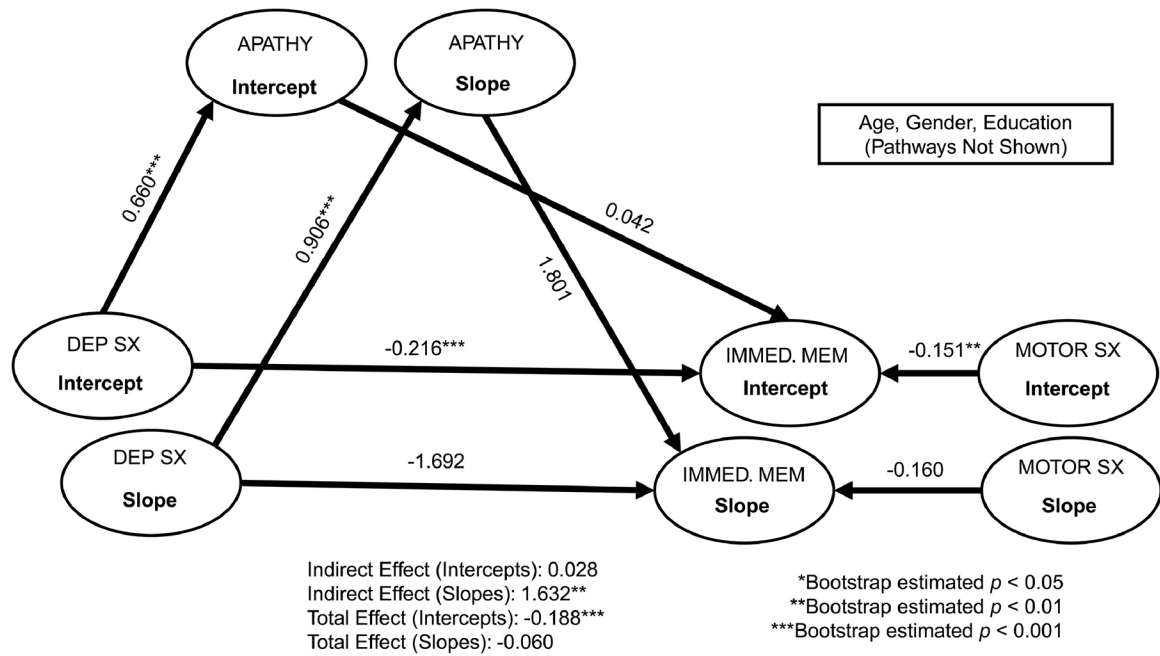 APATHY
Intercept
APATHY
Slope
Age, Gender, Education
(Pathways Not Shown)
0.660***
0.906***
0.042
1.801
DEP SX
Intercept
-0.216***
IMMED. MEM
Intercept
-0.151**
MOTOR SX
Intercept
DEP SX
Slope
-1.692
IMMED. MEM
Slope
-0.160
MOTOR SX
Slope
Indirect Effect (Intercepts): 0.028
Indirect Effect (Slopes): 1.632**
Total Effect (Intercepts): -0.188***
Total Effect (Slopes): -0.060
*Bootstrap estimated p < 0.05
**Bootstrap estimated p < 0.01
***Bootstrap estimated p < 0.001